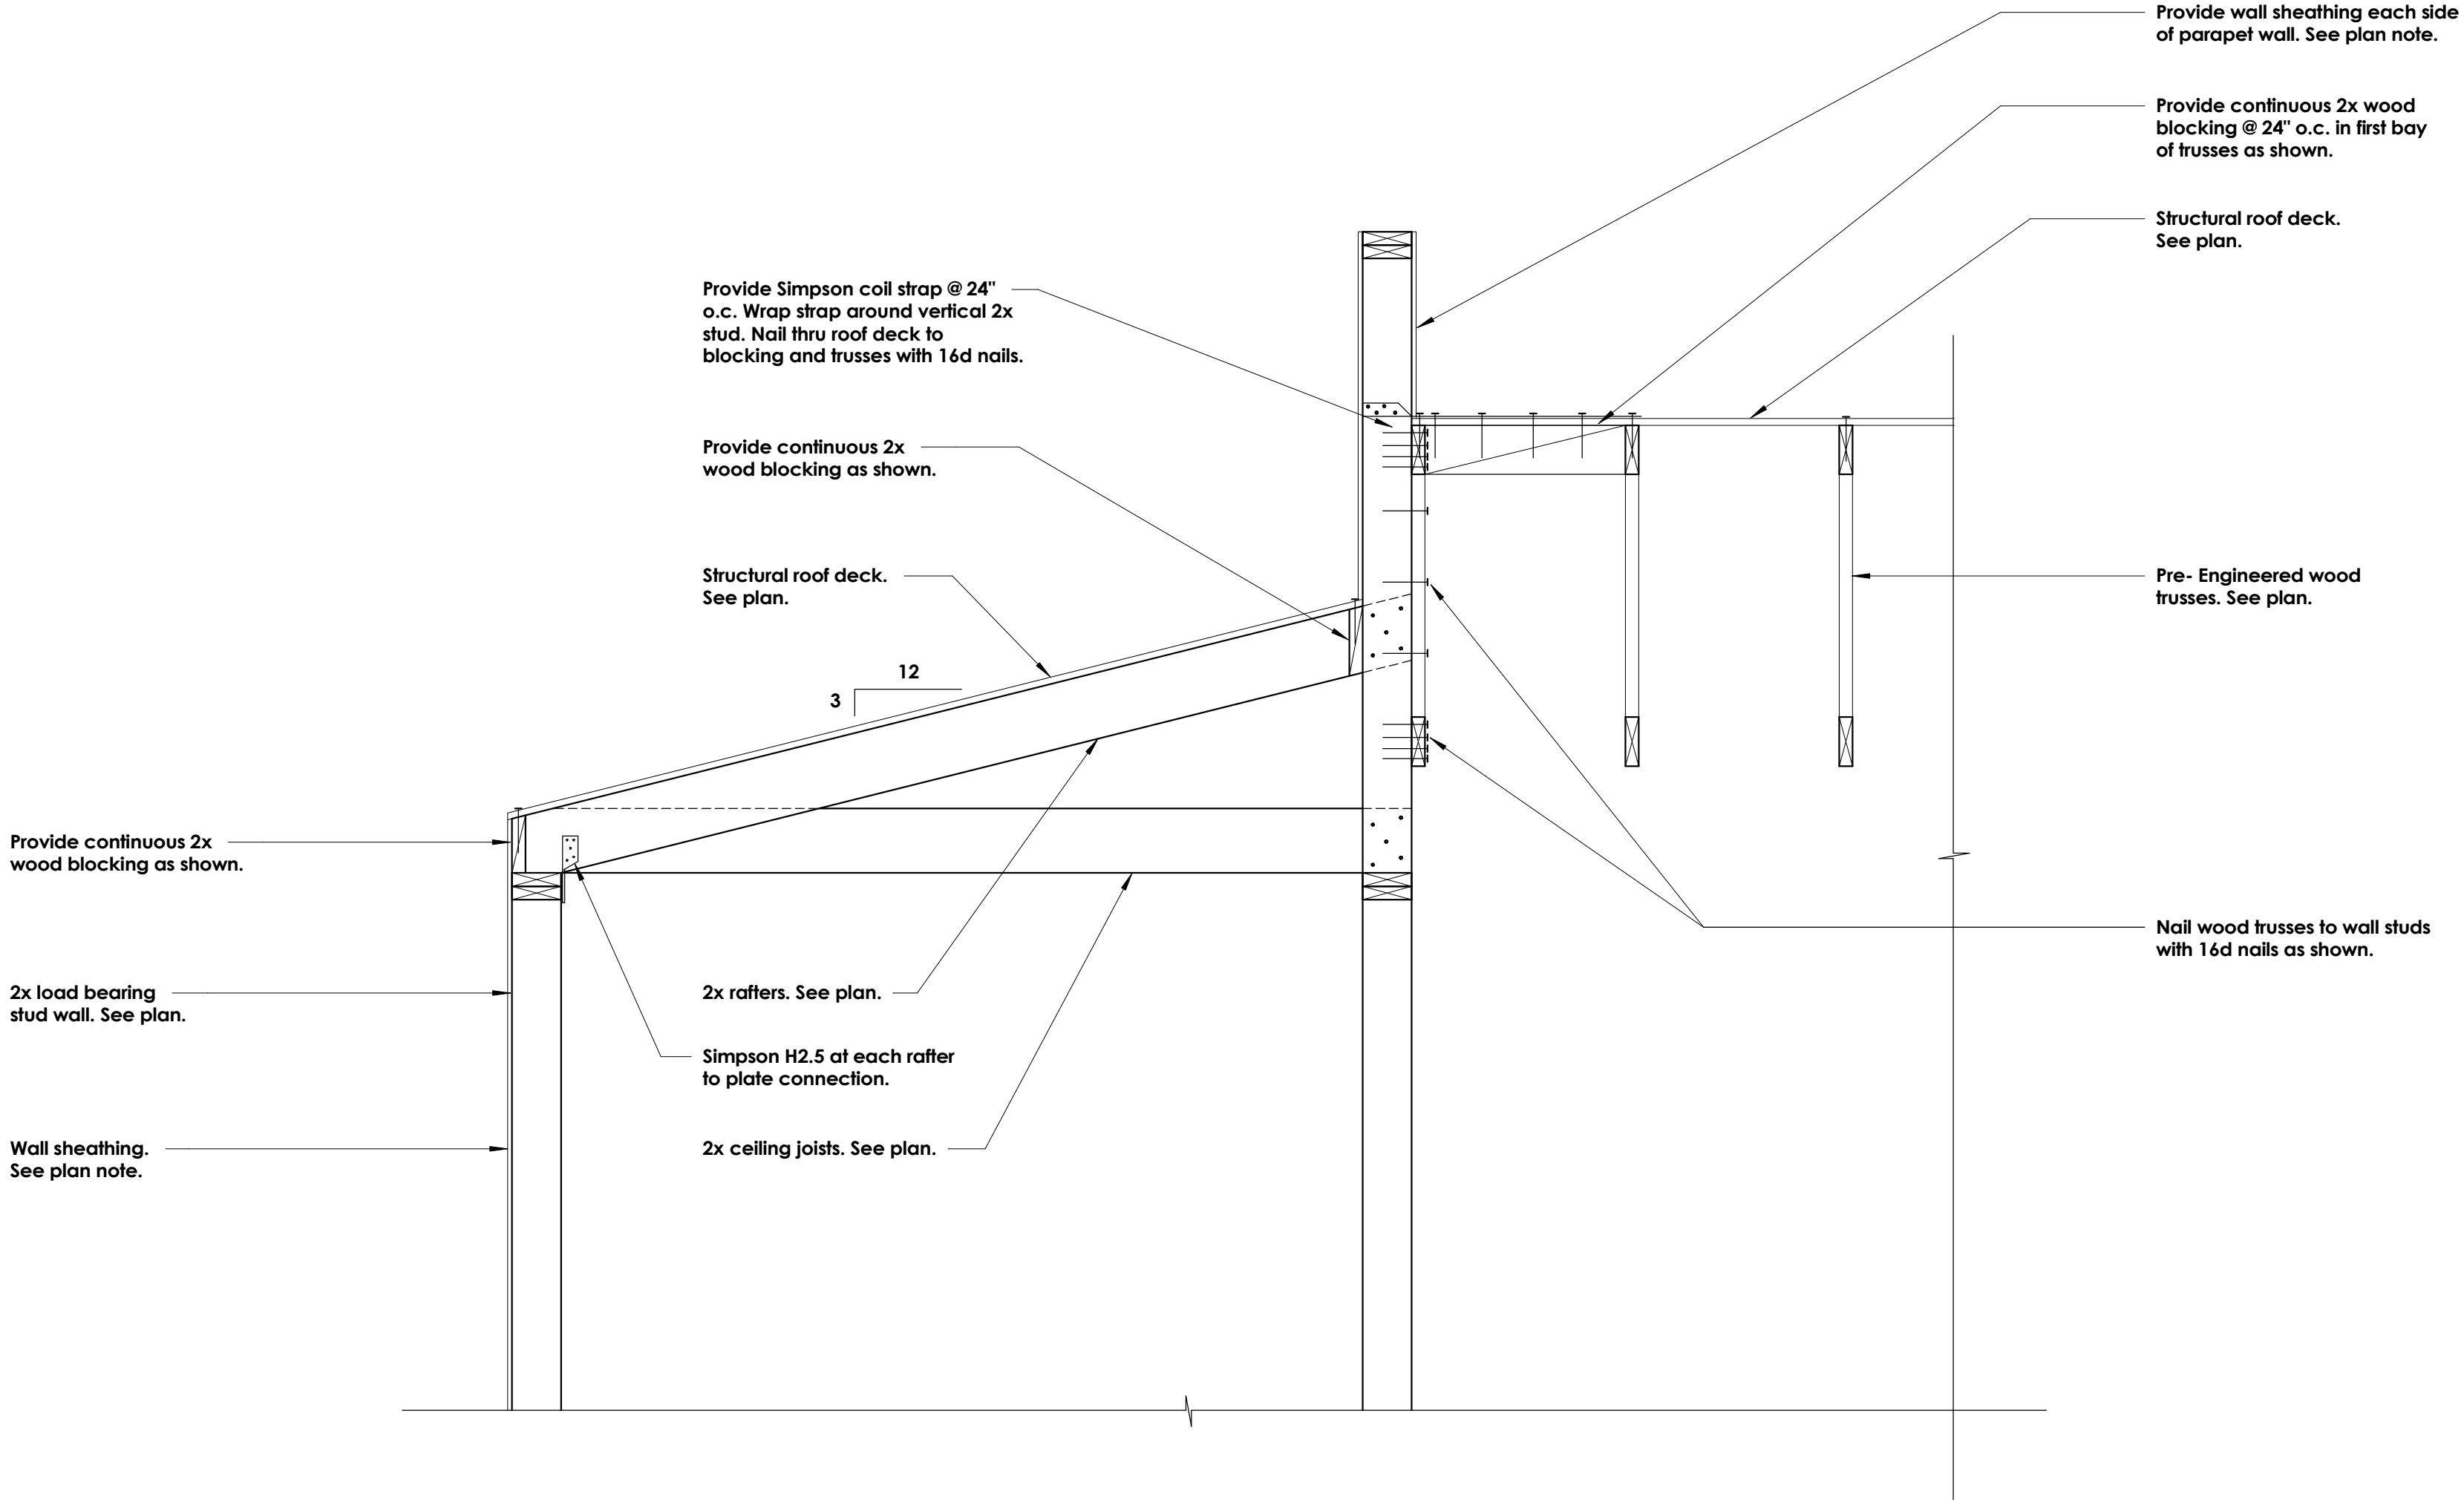 Provide wall sheathing each side
of parapet wall. See plan note.
Provide continuous 2x wood
blocking @ 24" o.c. in first bay
of trusses as shown.
Structural roof deck.
See plan.
Provide Simpson coil strap @ 24"
o.c. Wrap strap around vertical 2x
stud. Nail thru roof deck to
blocking and trusses with 16d nails.
Provide continuous 2x
wood blocking as shown.
Structural roof deck.
See plan.
Pre- Engineered wood
trusses. See plan.
12
3
Provide continuous 2x
wood blocking as shown.
Nail wood trusses to wall studs
with 16d nails as shown.
2x load bearing
stud wall. See plan.
2x rafters. See plan.
Simpson H2.5 at each rafter
to plate connection.
Wall sheathing.
See plan note.
2x ceiling joists. See plan.